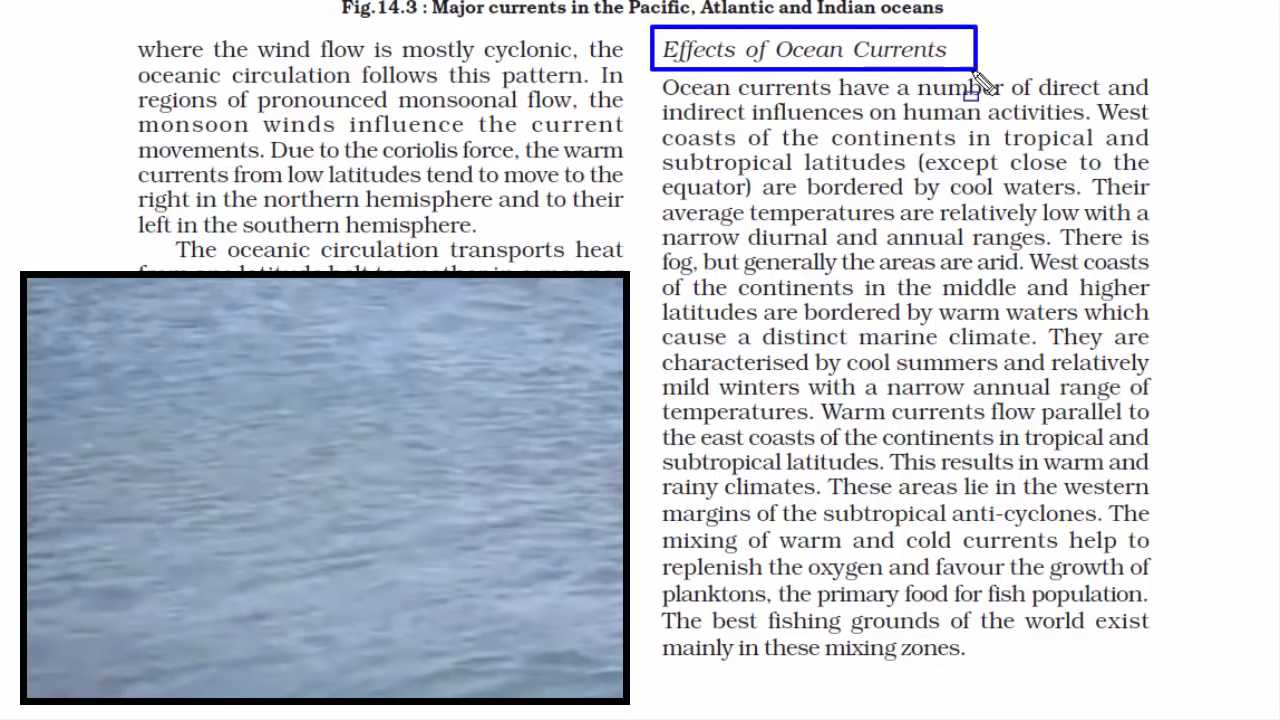 Fig.14.3 : Major currents in the Pacific, Atlantic and Indian oceans
where the wind flow is mostly cyclonic, the
oceanic circulation follows this pattern. In
regions of pronounced monsoonal flow, the
monsoon winds influence the current
movements. Due to the coriolis force, the warm
currents from low latitudes tend to move to the
right in the northern hemisphere and to their
left in the southern hemisphere.
The oceanic circulation transports heat
Effects of Ocean Currents
Ocean currents have a number of direct and
indirect influences on human activities. West
coasts of the continents in tropical and
subtropical latitudes (except close to the
equator) are bordered by cool waters. Their
average temperatures are relatively low with a
narrow diurnal and annual ranges. There is
fog, but generally the areas are arid. West coasts
of the continents in the middle and higher
latitudes are bordered by warm waters which
cause a distinct marine climate. They are
characterised by cool summers and relatively
mild winters with a narrow annual range of
temperatures. Warm currents flow parallel to
the east coasts of the continents in tropical and
subtropical latitudes. This results in warm and
rainy climates. These areas lie in the western
margins of the subtropical anti-cyclones. The
mixing of warm and cold currents help to
replenish the oxygen and favour the growth of
planktons, the primary food for fish population.
The best fishing grounds of the world exist
mainly in these mixing zones.